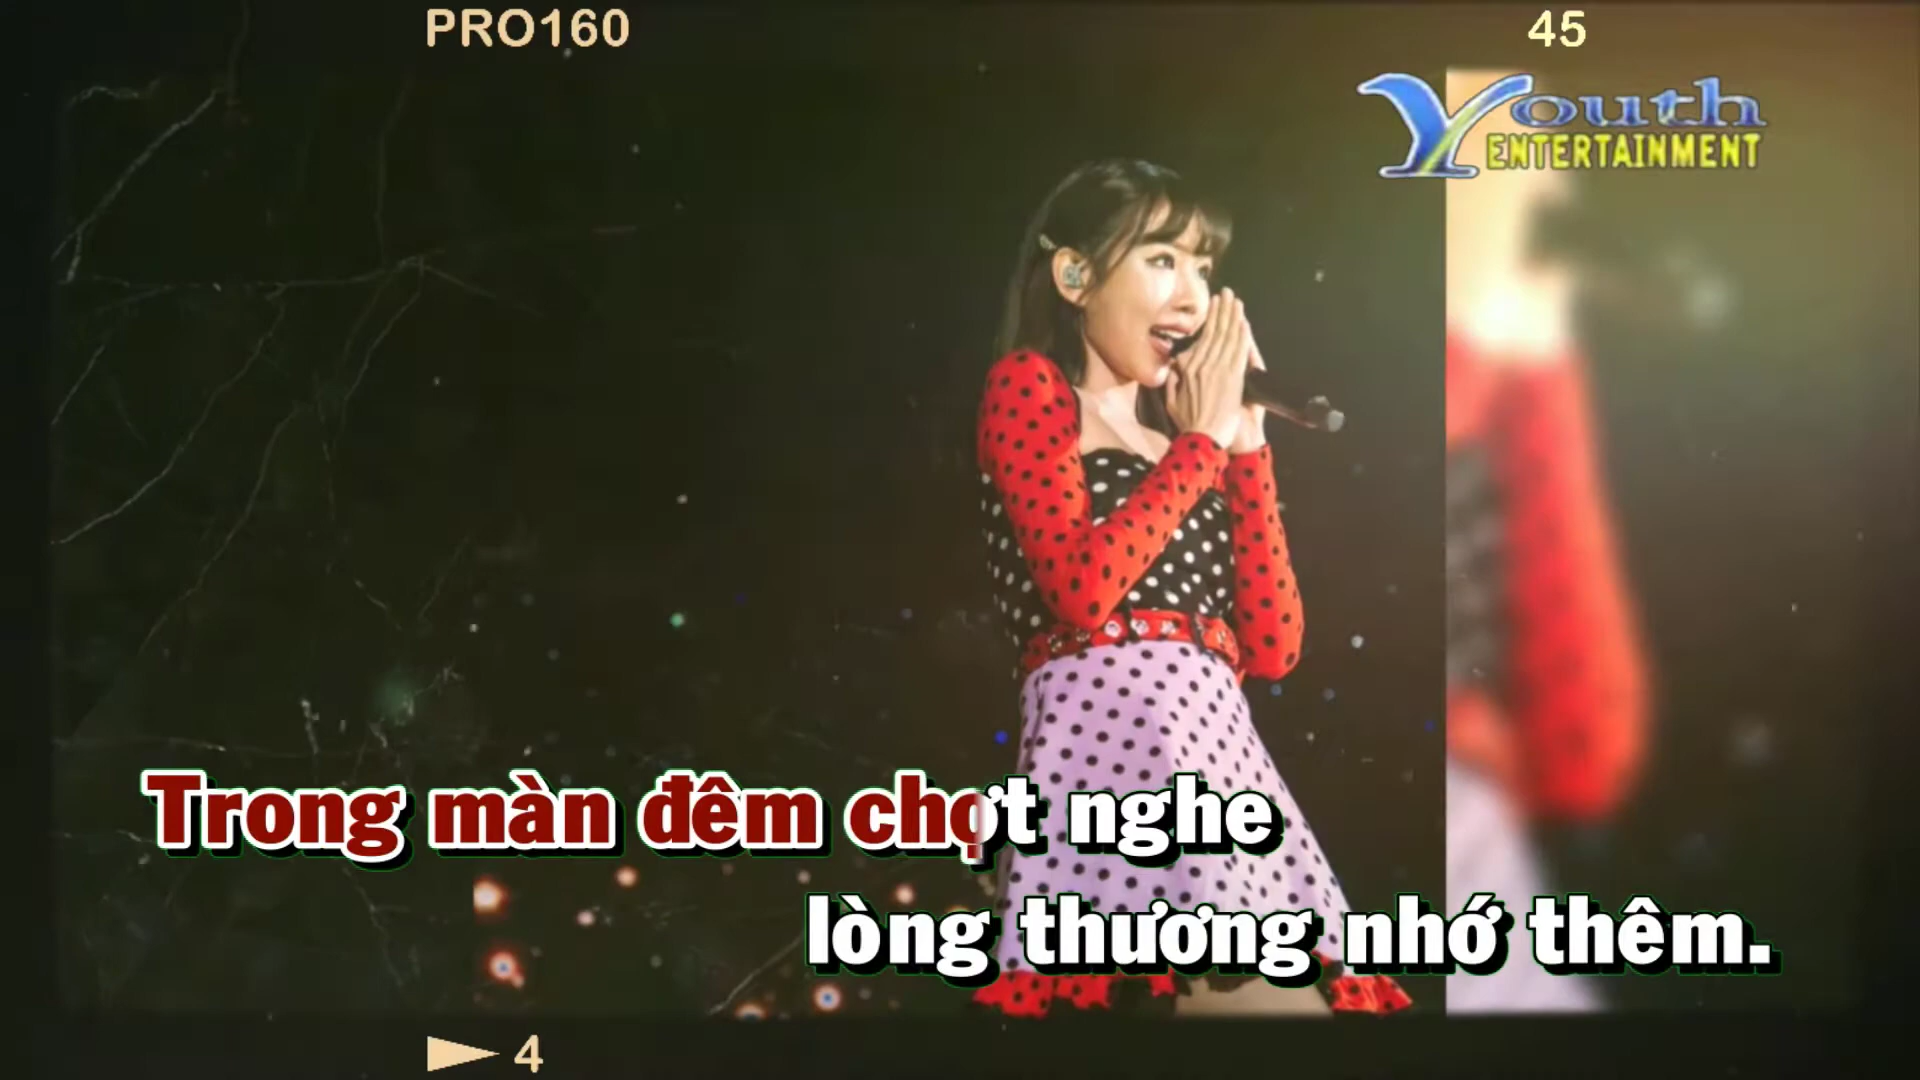 PRO160
45
Youth
ENTERTAINMENT
Trong màn đêm chợt nghe
lòng thương nhớ thêm.
4